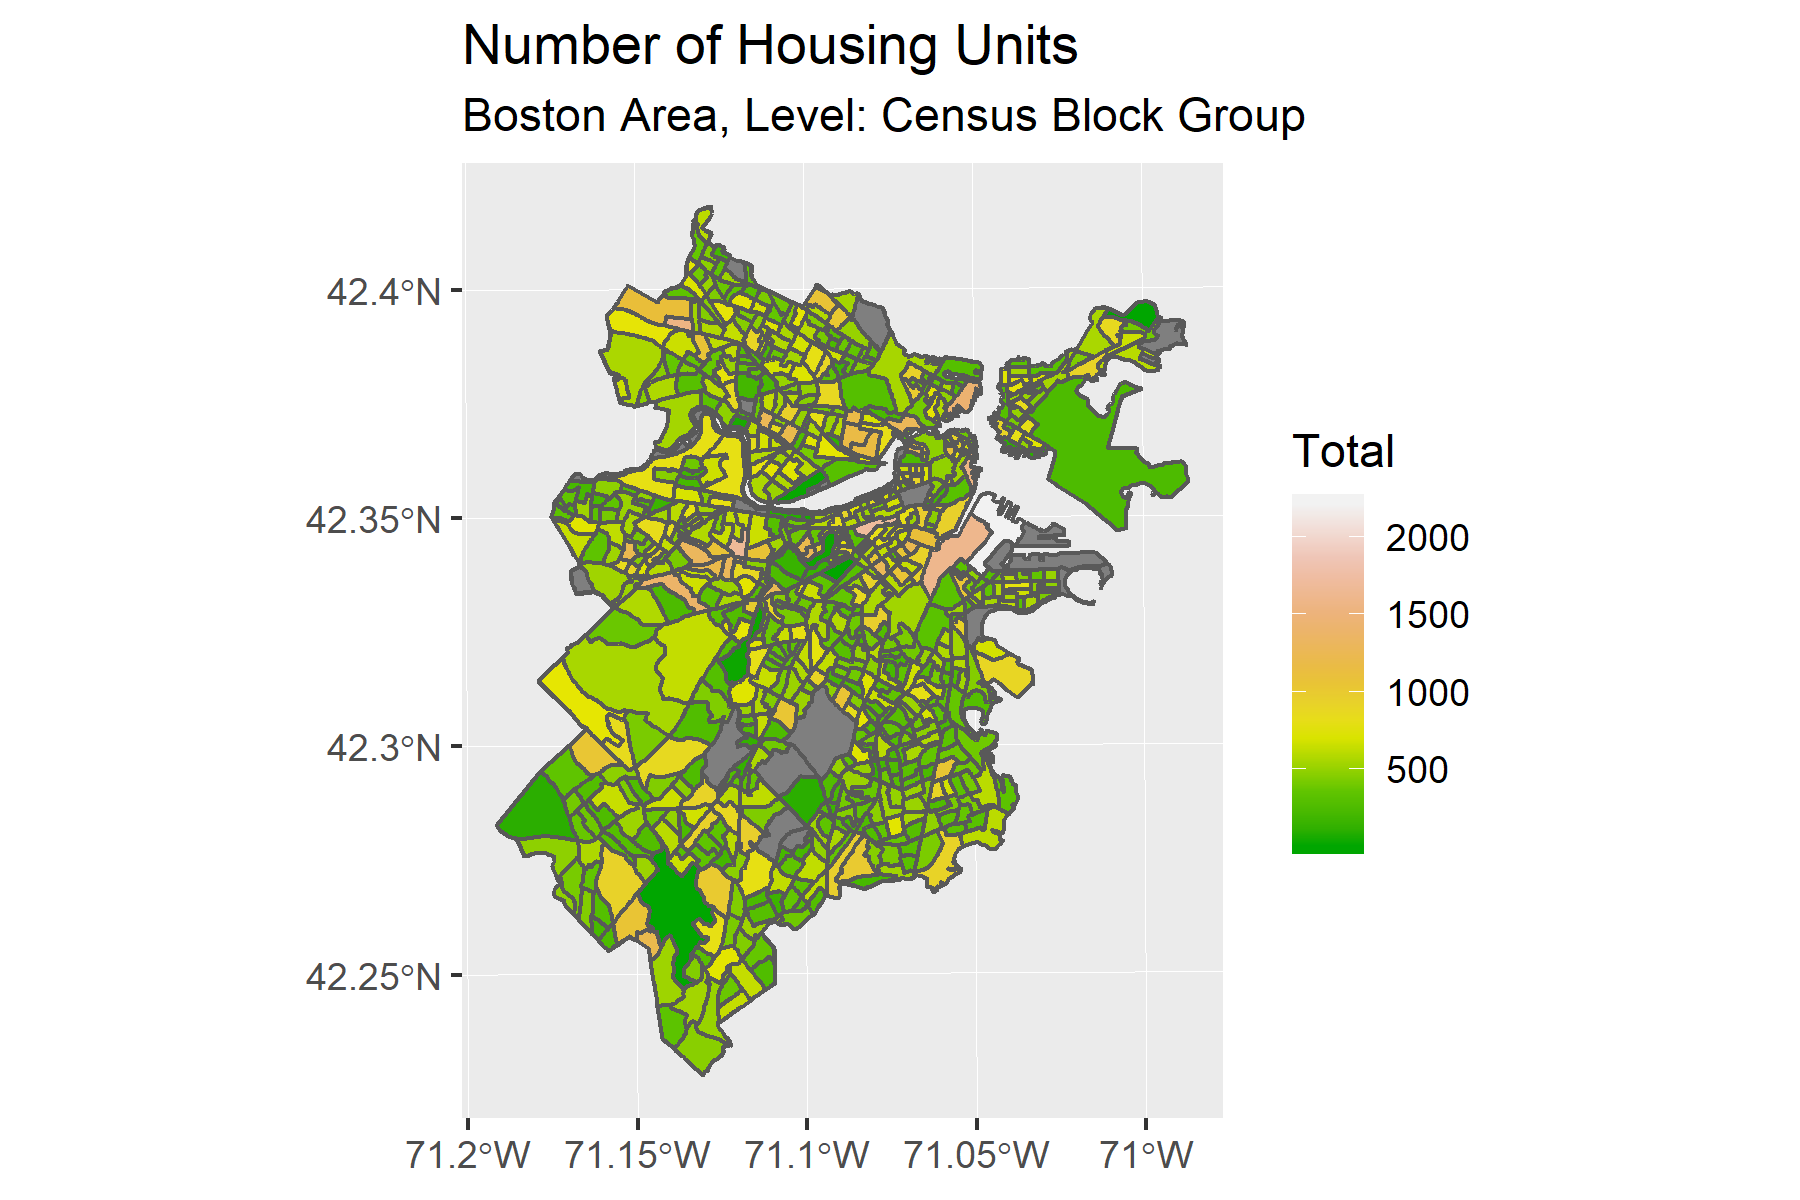 Number of Housing Units
Boston Area, Level: Census Block Group
42.4°N
42.35°N
42.3°N
42.25°N
71.2°W
71.15°W
71.1°W
71.05°W
71°W
Total
2000
1500
1000
500